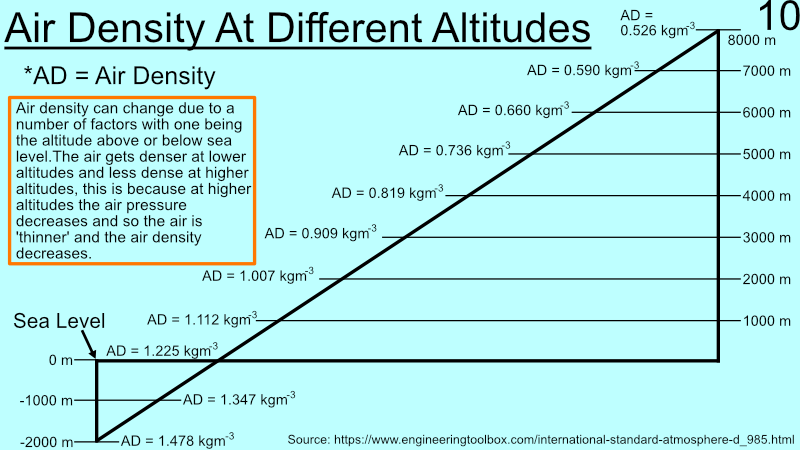 Air Density At Different Altitudes
10
*AD = Air Density
Air density can change due to a
number of factors with one being
the altitude above or below sea
level.The air gets denser at lower
altitudes and less dense at higher
altitudes, this is because at higher
altitudes the air pressure
decreases and so the air is
'thinner' and the air density
decreases.
AD =
0.526 kgm-3
8000 m
AD = 0.590 kgm-3
7000 m
AD = 0.660 kgm-3
6000 m
AD = 0.736 kgm-3
5000 m
AD = 0.819 kgm-3
4000 m
AD = 0.909 kgm-3
3000 m
AD = 1.007 kgm-3
2000 m
AD = 1.112 kgm-3
1000 m
Sea Level
AD = 1.225 kgm-3
0 m
-1000 m
AD = 1.347 kgm-3
-2000 m
AD = 1.478 kgm-3
Source: https://www.engineeringtoolbox.com/international-standard-atmosphere-d_985.html